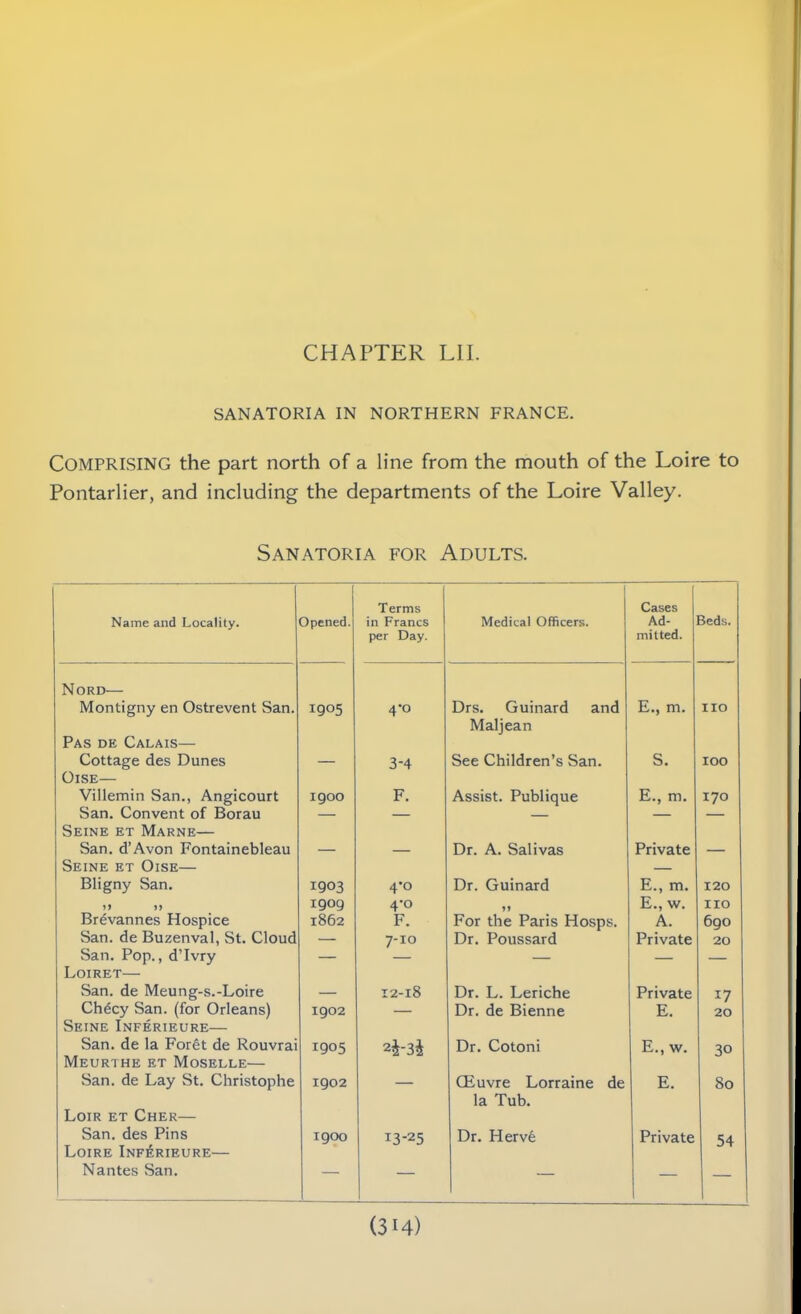 CHAPTER LII.
SANATORIA IN NORTHERN FRANCE.
COMPRISING the part north of a line from the mouth of the Loire to
Pontarlier, and including the departments of the Loire Valley.
SANATORIA FOR ADULTS.
Name and Locality. Opened. Terms in Francs per Day. Medical Officers. Cases Ad- mitted. Beds.
NORD—
Montigny en Ostrevent San. 1905 4·0 Drs. Guinard and E., m. 110
Maljean
PAS DE CALAIS—
Cottage des Dunes — 3-4 See Children's San. S. 100
OISE—
Villemin San., Angicourt 1900 F. Assist. Publique E., m. 170
San. Convent of Borau — — — — —
SEINE ET MARNE—
San. d'Avon Fontainebleau — — Dr. A. Salivas Private —
SEINE ET OISE— —
Bligny San. 1903 4·0 Dr. Guinard E., m. 120
,, ,, 1909 4·0 ,, E., w. 110
Brévannes Hospice 1862 F. For the Paris Hosps. A. 690
San. de Buzenval, St. Cloud — 7-10 Dr. Poussard Private 20
San. Pop., d'Ivry — — — — —
LOIRET—
San. de Meung-s.-Loire — 12-18 Dr. L. Leriche Private 17
Chécy San. (for Orleans) 1902 — Dr. de Bienne E. 20
SEINE INFÉRIEURE—
San. de la Forêt de Rouvrai 1905 2½-3½ Dr. Cotoni E., w. 30
MEURTHE ET MOSELLE—
San. de Lay St. Christophe 1902 — Œuvre Lorraine de E. 80
la Tub.
LOIR ET CHER—
San. des Pins 1900 13-25 Dr. Hervé Private 54
LOIRE INFÉRIEURE—
Nantes San. — — — — —
(314)